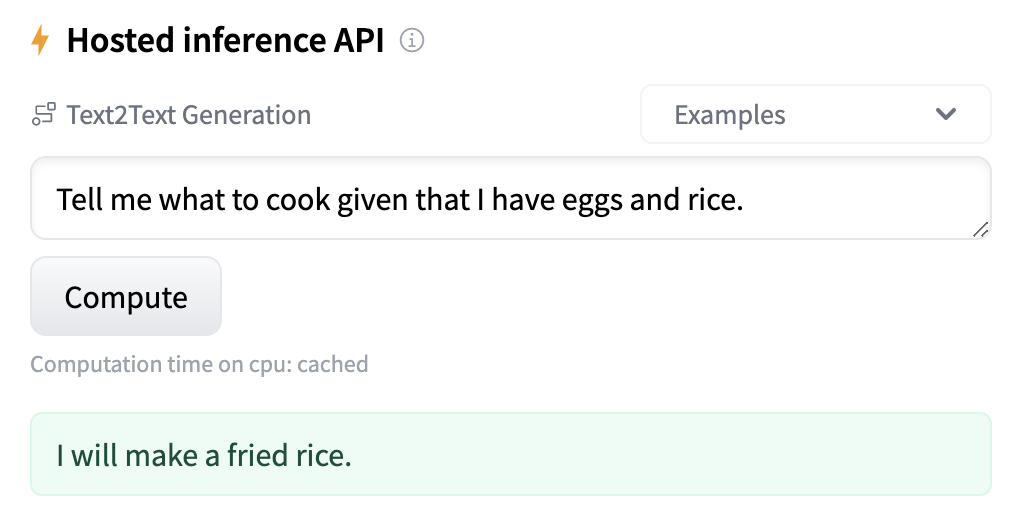 Hosted inference API
Text2Text Generation
Examples
Tell me what to cook given that I have eggs and rice.
Compute
Computation time on cpu: cached
I will make a fried rice.